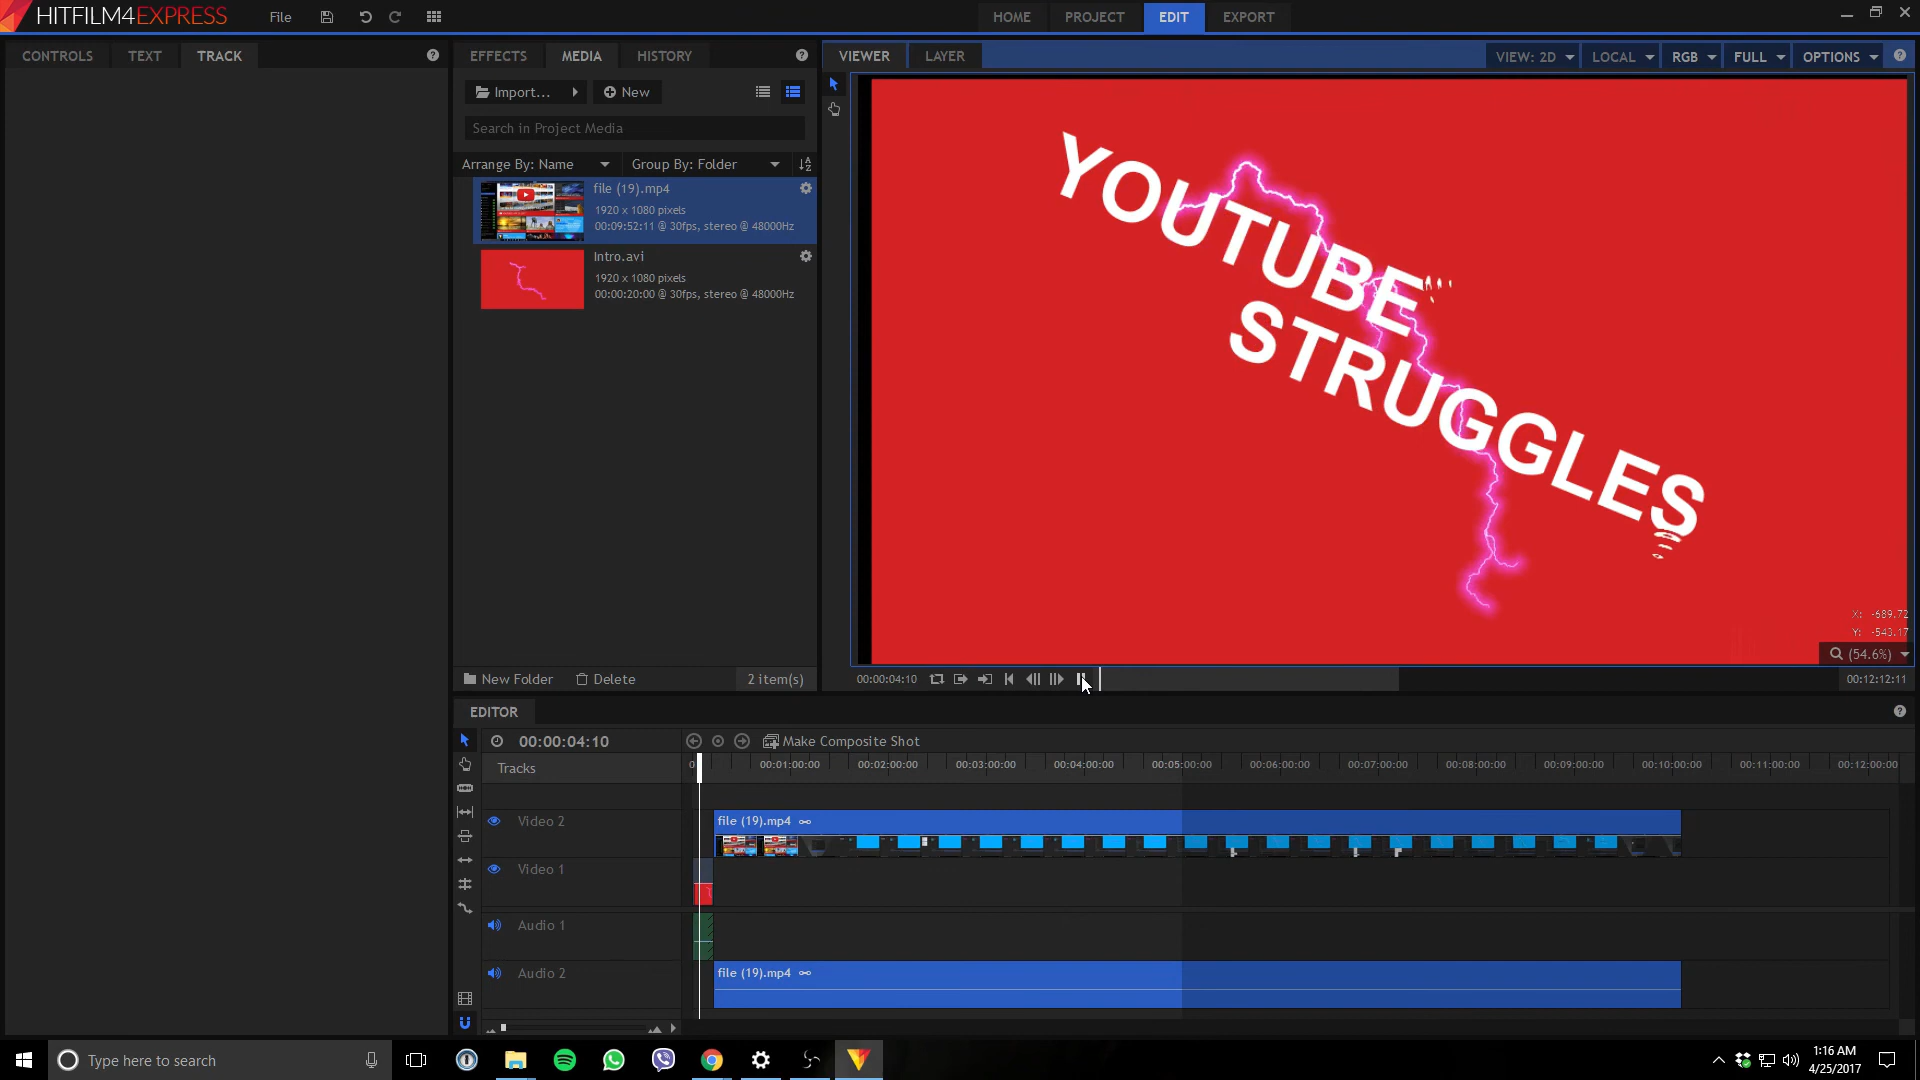 HITFILM4EXPRESS File HOME PROJECT EDIT EXPORT
CONTROLS TEXT TRACK EFFECTS MEDIA HISTORY VIEWER LAYER VIEW: 2D LOCAL RGB FULL OPTIONS
Import... New
Search in Project Media
Arrange By: Name Group By: Folder
file (19).mp4
1920 x 1080 pixels
00:09:52:11 @ 30fps, stereo @ 48000Hz
Intro.avi
1920 x 1080 pixels
00:00:20:00 @ 30fps, stereo @ 48000Hz
YOUTUBE
STRUGGLES
X: -689.72
Y: -543.17
(54.6%)
New Folder Delete 2 item(s) 00:00:04:10 00:12:12:11
EDITOR
00:00:04:10 Make Composite Shot
Tracks 0 00:01:00:00 00:02:00:00 00:03:00:00 00:04:00:00 00:05:00:00 00:06:00:00 00:07:00:00 00:08:00:00 00:09:00:00 00:10:00:00 00:11:00:00 00:12:00:00
Video 2 file (19).mp4
Video 1
Audio 1
Audio 2 file (19).mp4
Type here to search 1:16 AM
4/25/2017